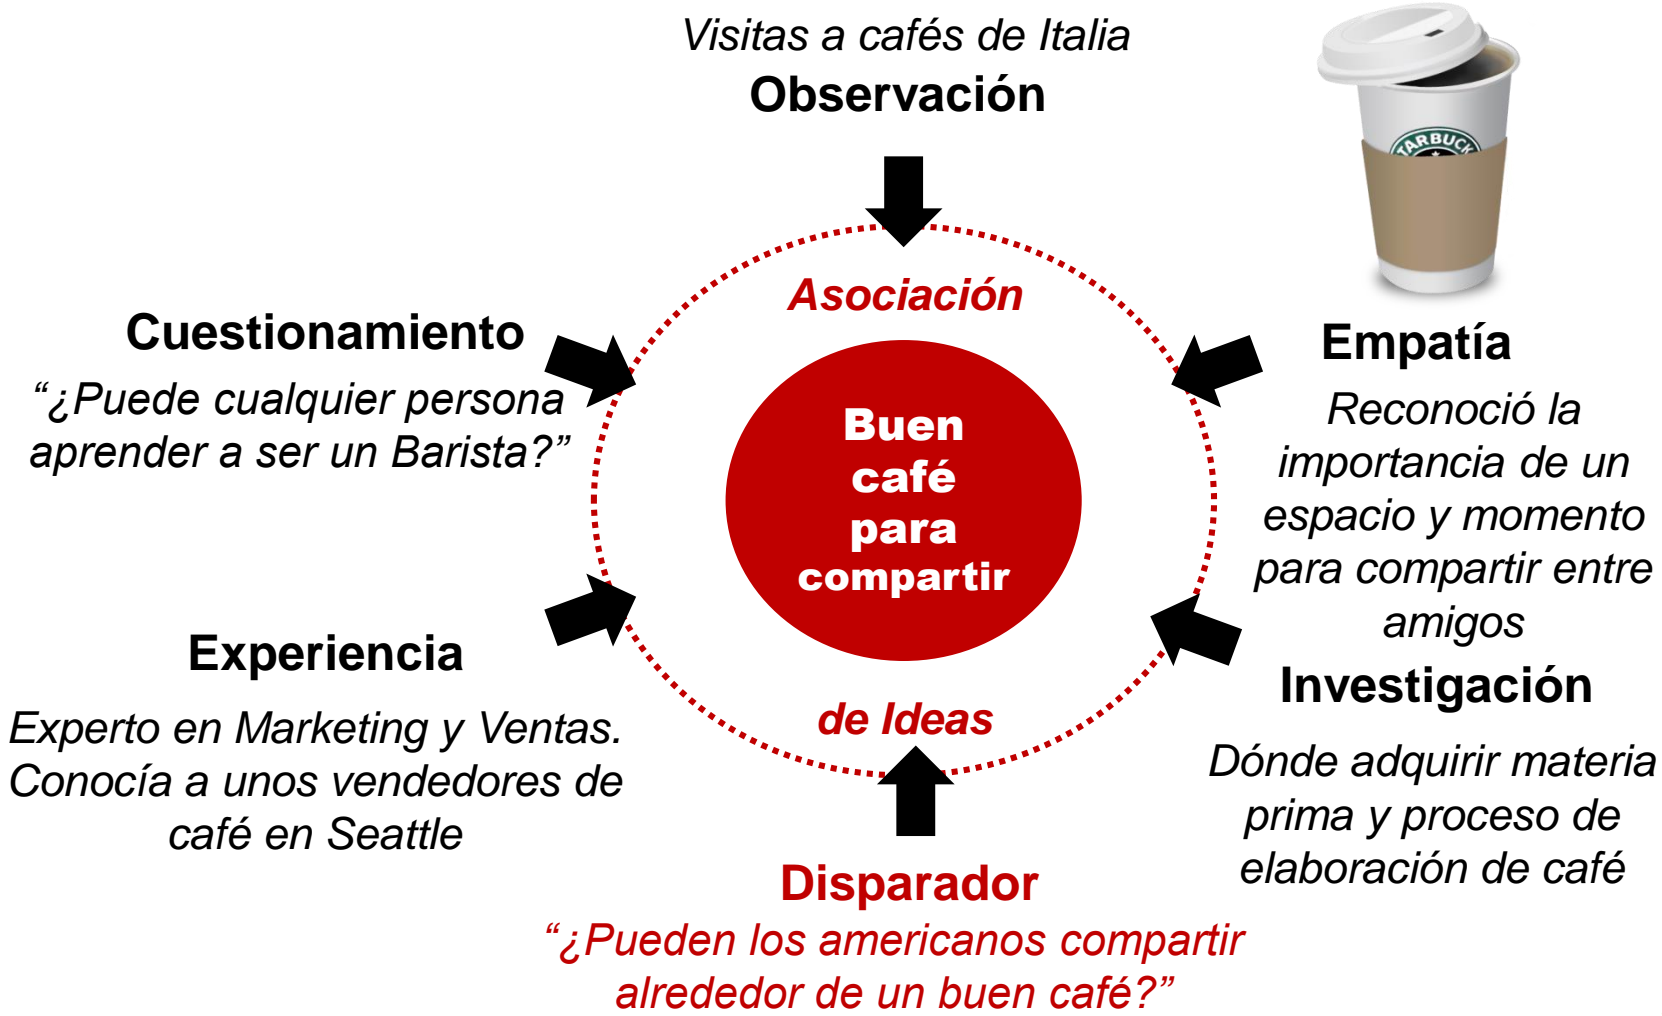 Visitas a cafés de Italia
Observación
TARBUCK
Asociación
Cuestionamiento
“¿Puede cualquier persona
aprender a ser un Barista?”
Empatía
Reconoció la
importancia de un
espacio y momento
para compartir entre
amigos
Buen
café
para
compartir
Experiencia
Experto en Marketing y Ventas.
Conocía a unos vendedores de
café en Seattle
Investigación
Dónde adquirir materia
prima y proceso de
elaboración de café
de Ideas
Disparador
“¿Pueden los americanos compartir
alrededor de un buen café?”